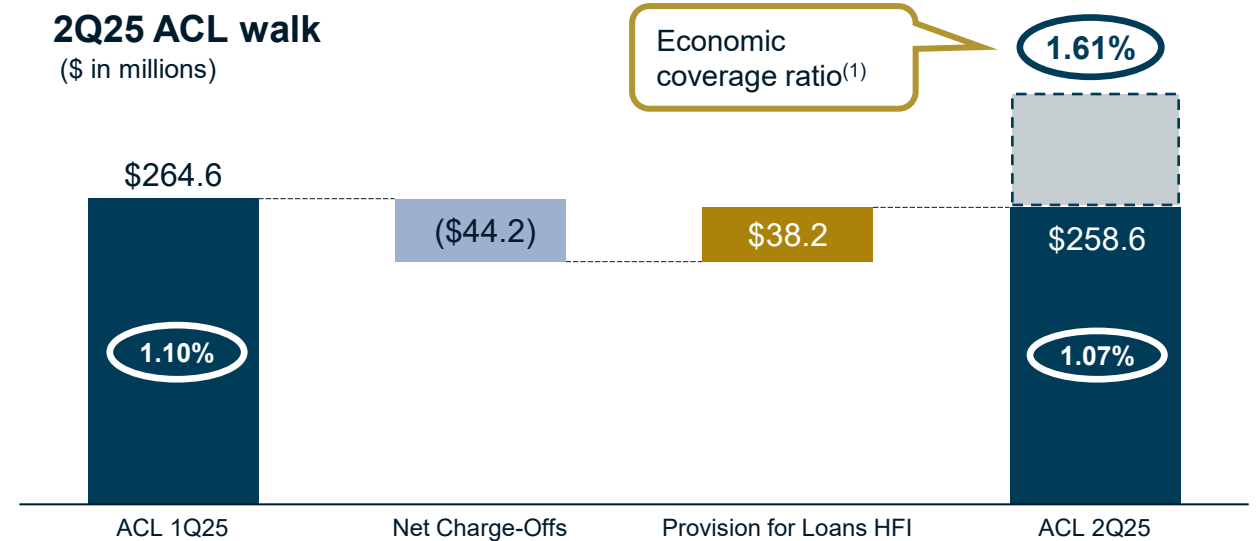 2Q25 ACL walk
($ in millions)
Economic
coverage ratio(1)
1.61%
$264.6
($44.2)
$38.2
$258.6
1.10%
1.07%
ACL 1Q25
Net Charge-Offs
Provision for Loans HFI
ACL 2Q25